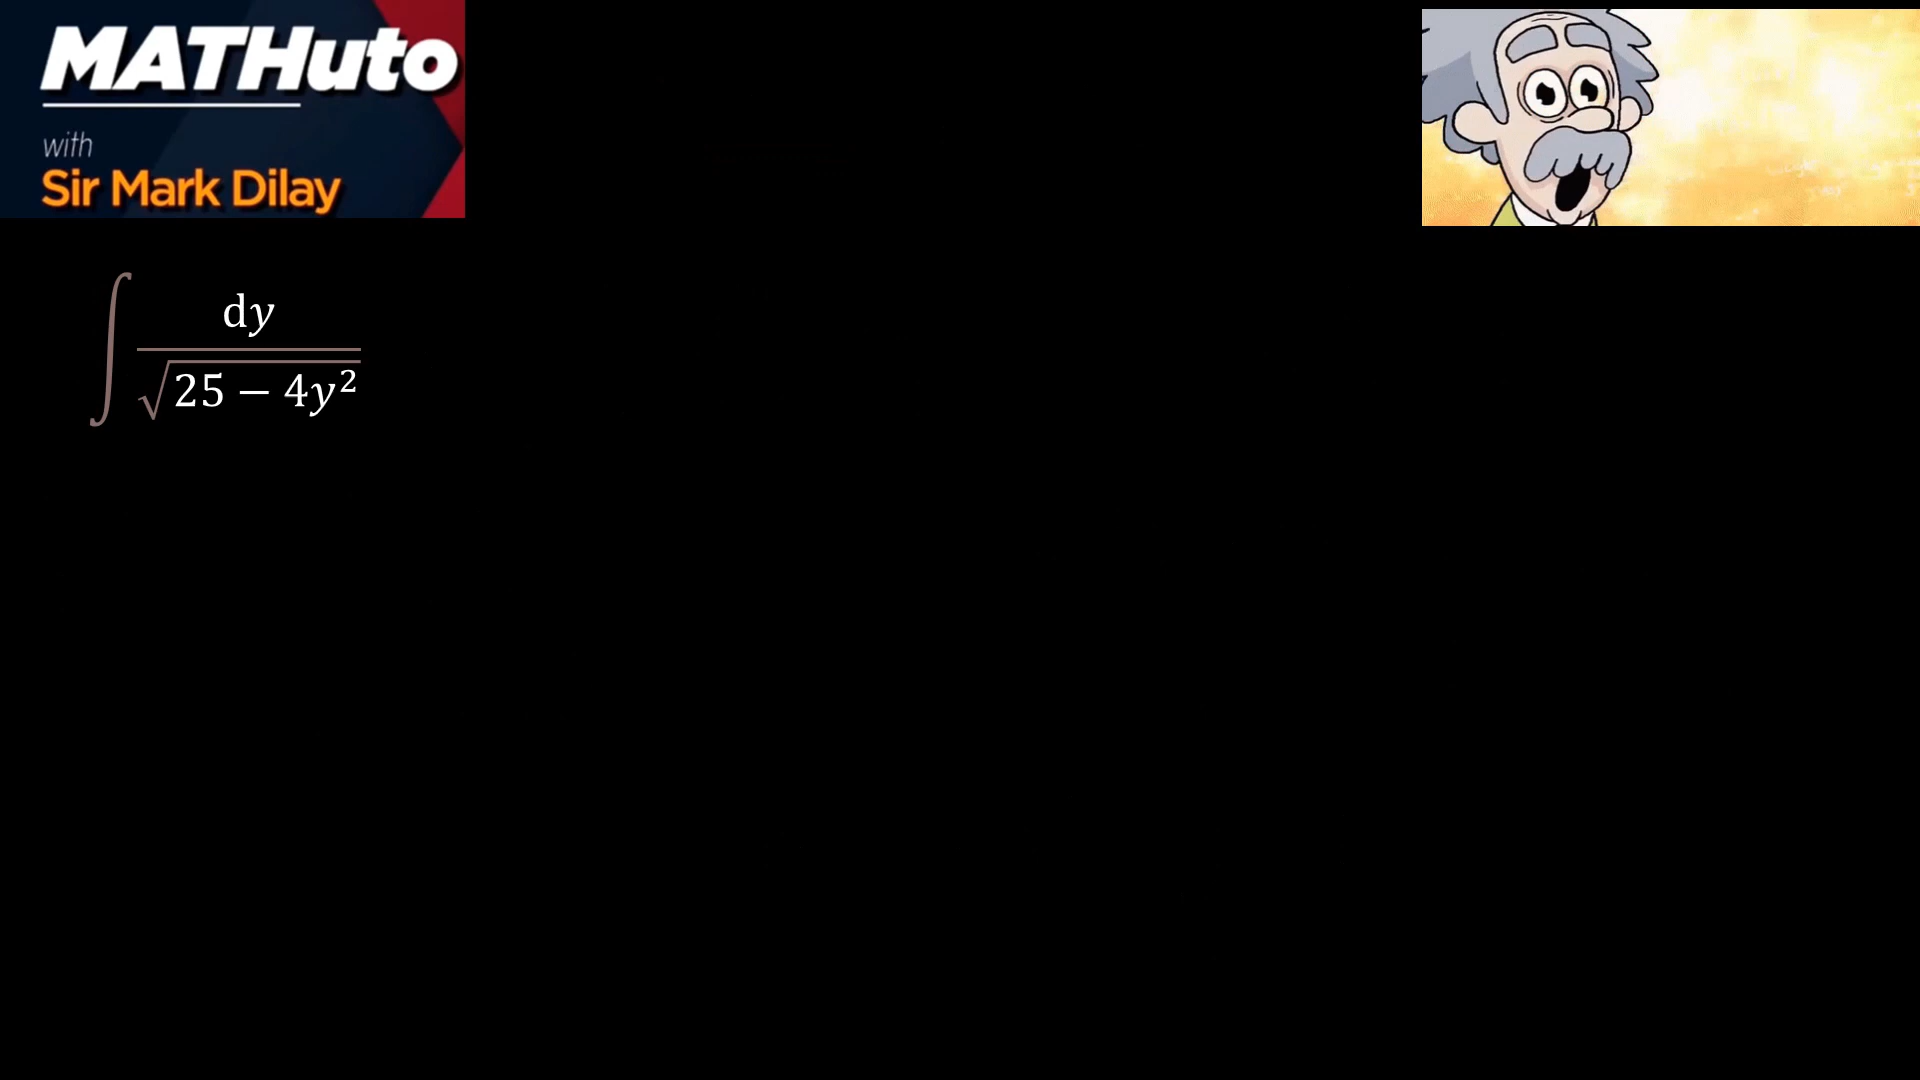 MATHuto
with
Sir Mark Dilay
∫ dy / √(25 − 4y²)